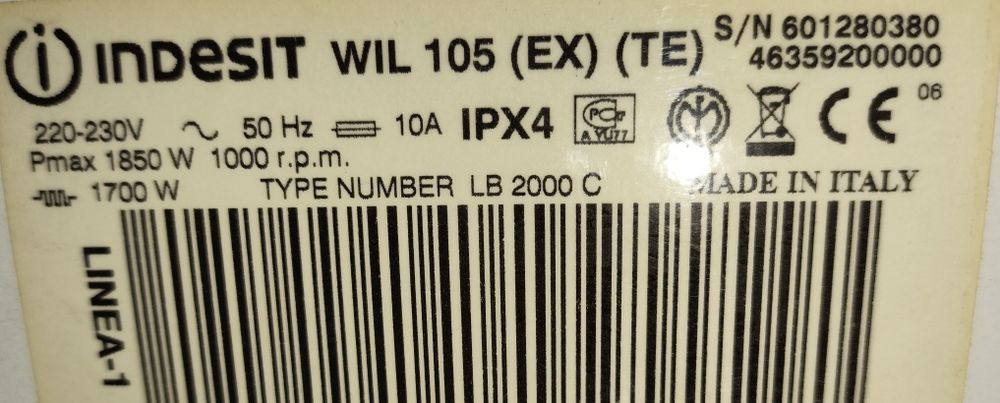 indesit WIL 105 (EX) (TE) S/N 601280380
46359200000
220-230V 50 Hz 10A IPX4 06
Pmax 1850 W 1000 r.p.m.
1700 W TYPE NUMBER LB 2000 C MADE IN ITALY
LINEA-1